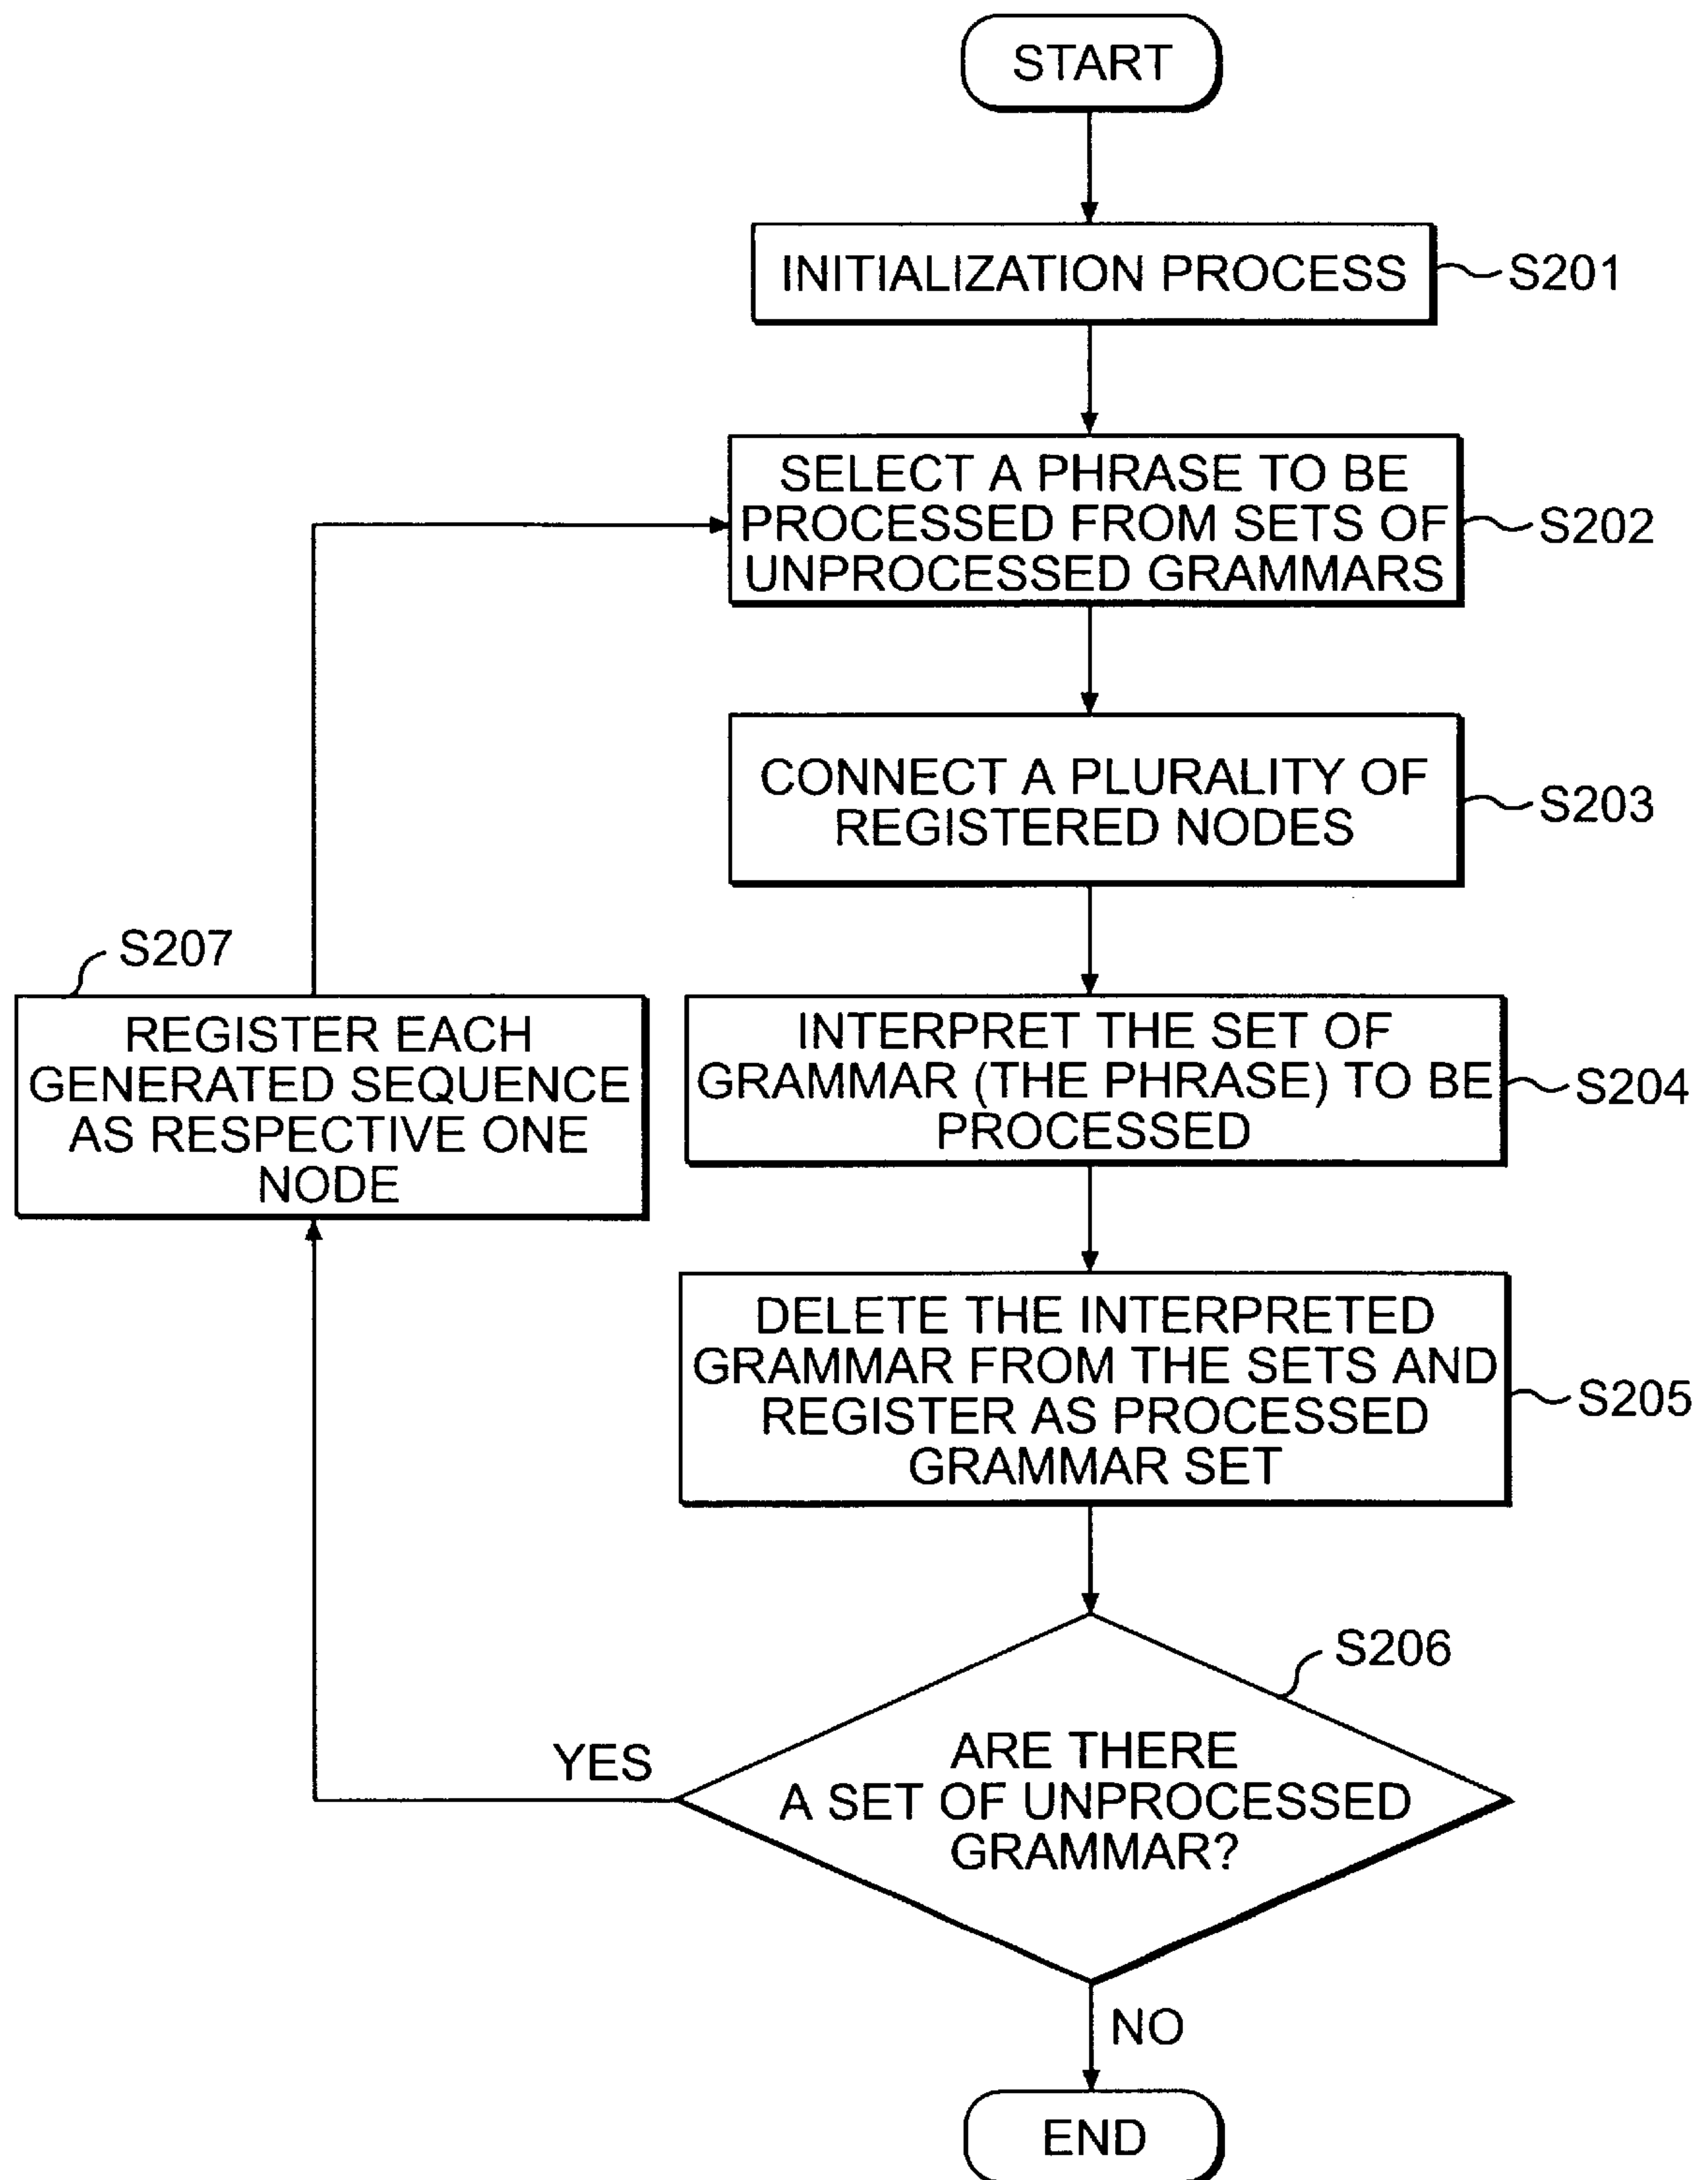 START
INITIALIZATION PROCESS
S201
SELECT A PHRASE TO BE
PROCESSED FROM SETS OF
UNPROCESSED GRAMMARS
S202
CONNECT A PLURALITY OF
REGISTERED NODES
S203
S207
REGISTER EACH
GENERATED SEQUENCE
AS RESPECTIVE ONE
NODE
INTERPRET THE SET OF
GRAMMAR (THE PHRASE) TO BE
PROCESSED
S204
DELETE THE INTERPRETED
GRAMMAR FROM THE SETS AND
REGISTER AS PROCESSED
GRAMMAR SET
S205
S206
YES
ARE THERE
A SET OF UNPROCESSED
GRAMMAR?
NO
END